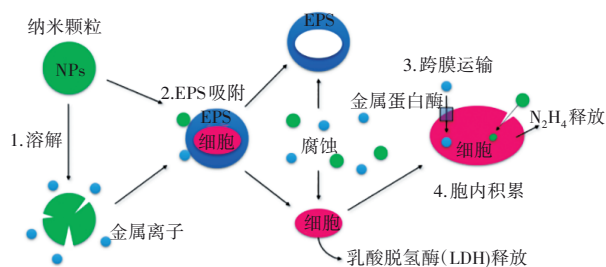 纳米颗粒
NPs
1.溶解
金属离子
2.EPS吸附
EPS
细胞
EPS
腐蚀
细胞
乳酸脱氢酶(LDH)释放
3.跨膜运输
金属蛋白酶
细胞
N₂H₄释放
4.胞内积累